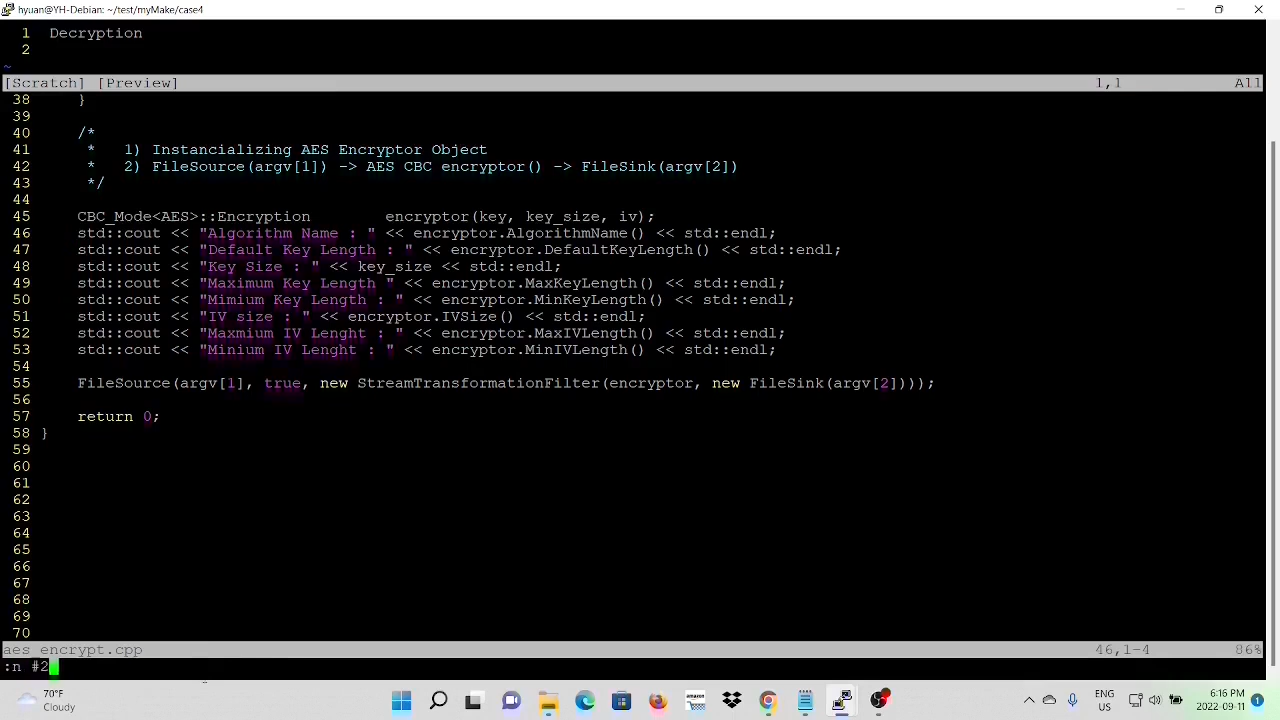 hyuan@YH-Debian: ~/test/myMake/case4
1 Decryption
2
~
[Scratch] [Preview] 1,1 All
38 }
39
40 /*
41 * 1) Instancializing AES Encryptor Object
42 * 2) FileSource(argv[1]) -> AES CBC encryptor() -> FileSink(argv[2])
43 */
44
45 CBC_Mode<AES>::Encryption encryptor(key, key_size, iv);
46 std::cout << "Algorithm Name : " << encryptor.AlgorithmName() << std::endl;
47 std::cout << "Default Key Length : " << encryptor.DefaultKeyLength() << std::endl;
48 std::cout << "Key Size : " << key_size << std::endl;
49 std::cout << "Maximum Key Length " << encryptor.MaxKeyLength() << std::endl;
50 std::cout << "Mimium Key Length : " << encryptor.MinKeyLength() << std::endl;
51 std::cout << "IV size : " << encryptor.IVSize() << std::endl;
52 std::cout << "Maxmium IV Lenght : " << encryptor.MaxIVLength() << std::endl;
53 std::cout << "Minium IV Lenght : " << encryptor.MinIVLength() << std::endl;
54
55 FileSource(argv[1], true, new StreamTransformationFilter(encryptor, new FileSink(argv[2])));
56
57 return 0;
58 }
59
60
61
62
63
64
65
66
67
68
69
70
aes_encrypt.cpp 46,1-4 86%
:n #2
70°F
Cloudy
amazon
ENG
US
6:16 PM
2022-09-11
1